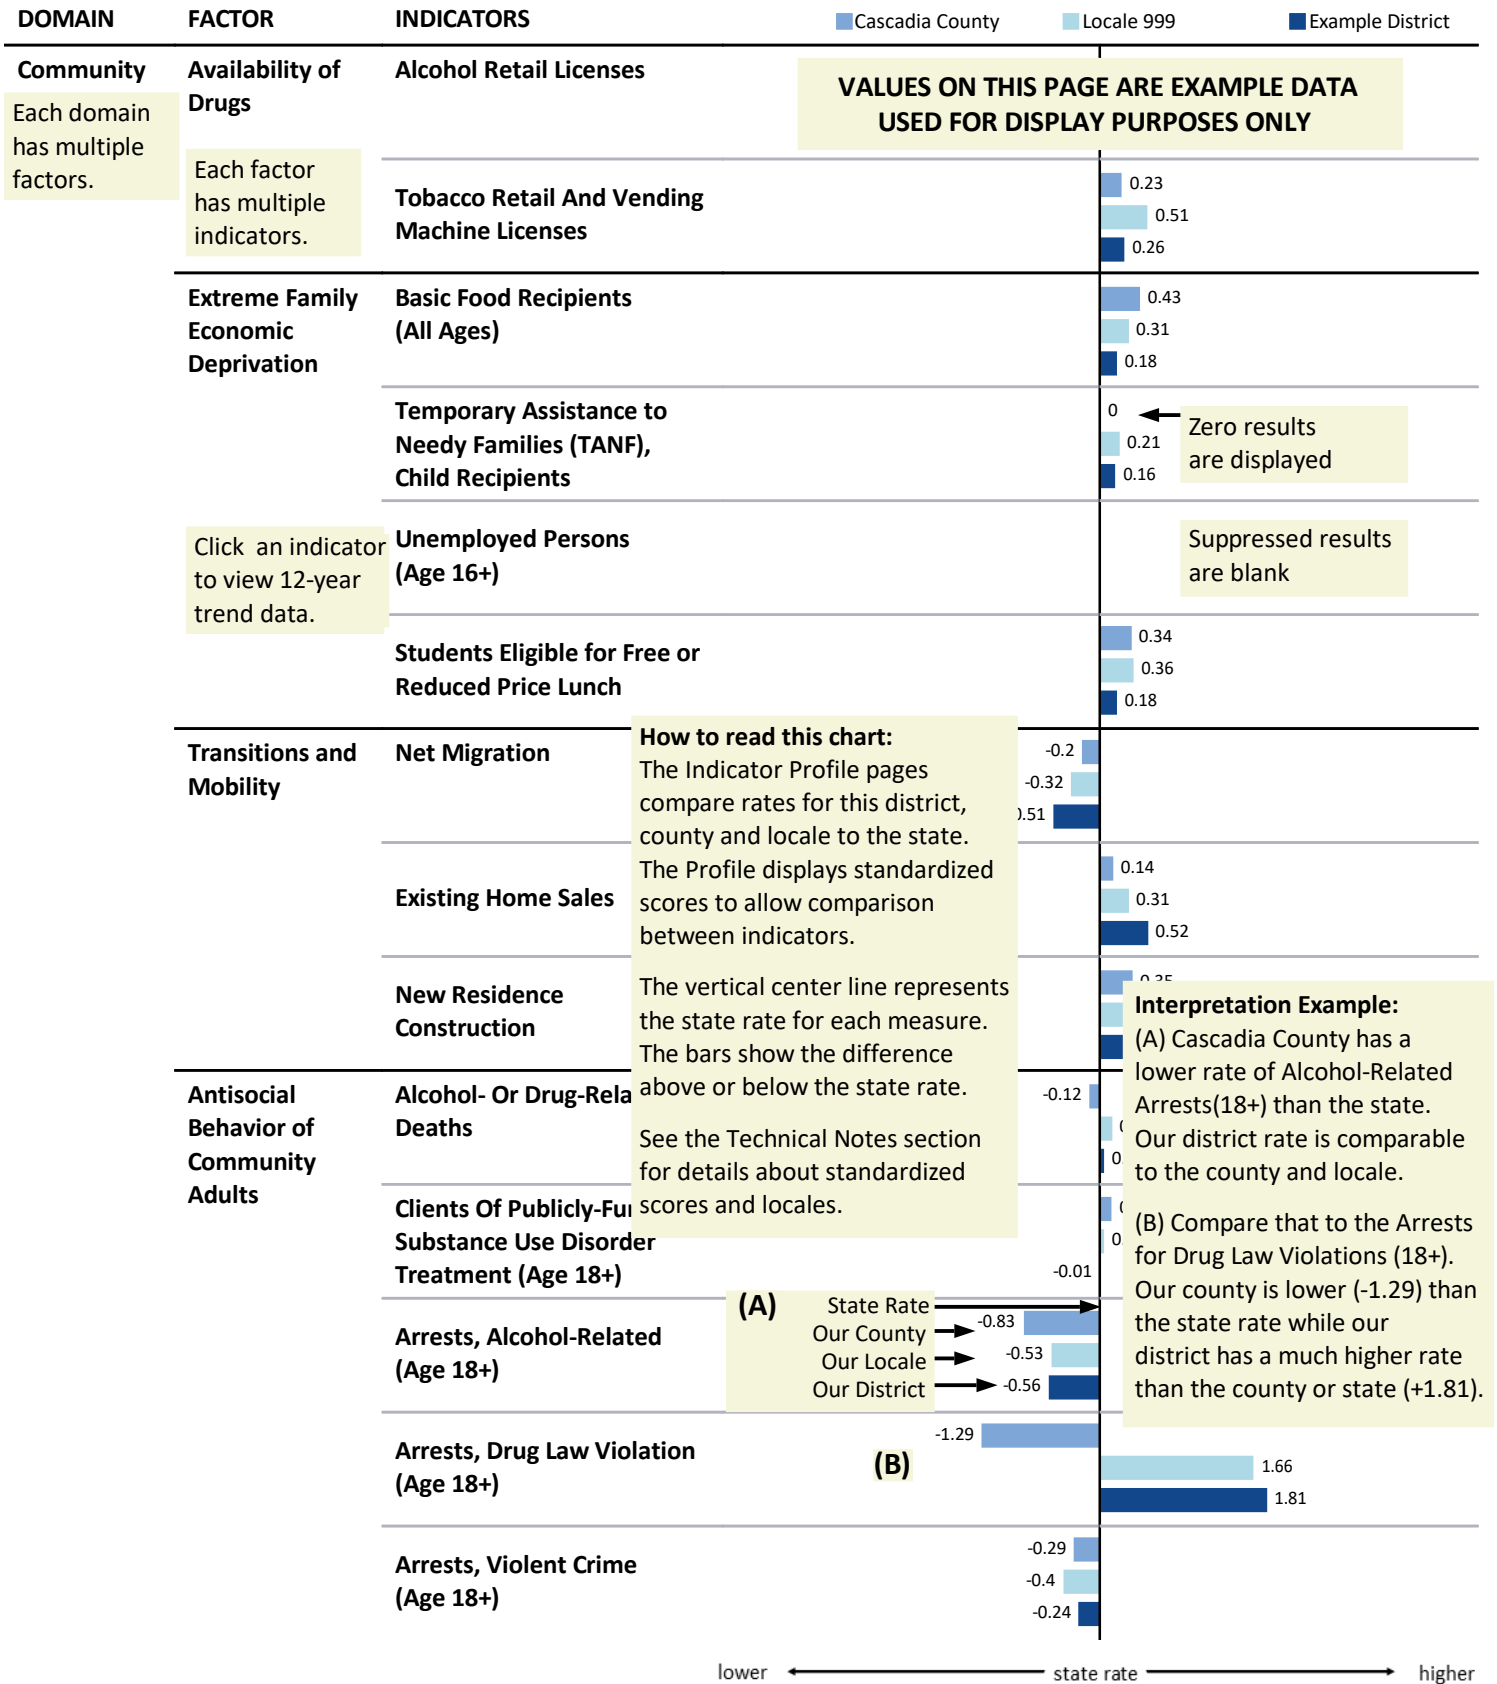 DOMAIN FACTOR INDICATORS Cascadia County Locale 999 Example District
Community
Each domain
has multiple
factors.
Availability of
Drugs
Each factor
has multiple
indicators.
Alcohol Retail Licenses
VALUES ON THIS PAGE ARE EXAMPLE DATA
USED FOR DISPLAY PURPOSES ONLY
Tobacco Retail And Vending
Machine Licenses
0.23
0.51
0.26
Extreme Family
Economic
Deprivation
Basic Food Recipients
(All Ages)
0.43
0.31
0.18
Temporary Assistance to
Needy Families (TANF),
Child Recipients
0
0.21
0.16
Zero results
are displayed
Click an indicator
to view 12-year
trend data.
Unemployed Persons
(Age 16+)
Suppressed results
are blank
Students Eligible for Free or
Reduced Price Lunch
0.34
0.36
0.18
Transitions and
Mobility
Net Migration
-0.2
-0.32
.51
How to read this chart:
The Indicator Profile pages
compare rates for this district,
county and locale to the state.
The Profile displays standardized
scores to allow comparison
between indicators.
The vertical center line represents
the state rate for each measure.
The bars show the difference
above or below the state rate.
See the Technical Notes section
for details about standardized
scores and locales.
Existing Home Sales
0.14
0.31
0.52
New Residence
Construction
Interpretation Example:
(A) Cascadia County has a
lower rate of Alcohol-Related
Arrests(18+) than the state.
Our district rate is comparable
to the county and locale.
(B) Compare that to the Arrests
for Drug Law Violations (18+).
Our county is lower (-1.29) than
the state rate while our
district has a much higher rate
than the county or state (+1.81).
Antisocial
Behavior of
Community
Adults
Alcohol- Or Drug-Rela
Deaths
-0.12
0.
Clients Of Publicly-Fu
Substance Use Disorder
Treatment (Age 18+)
0.
-0.01
Arrests, Alcohol-Related
(Age 18+)
(A) State Rate
Our County -0.83
Our Locale -0.53
Our District -0.56
Arrests, Drug Law Violation
(Age 18+)
(B)
-1.29
1.66
1.81
Arrests, Violent Crime
(Age 18+)
-0.29
-0.4
-0.24
lower state rate higher